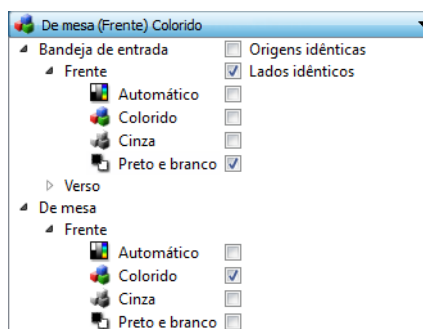 De mesa (Frente) Colorido
Bandeja de entrada Origens idênticas
Frente Lados idênticos
Automático
Colorido
Cinza
Preto e branco
Verso
De mesa
Frente
Automático
Colorido
Cinza
Preto e branco